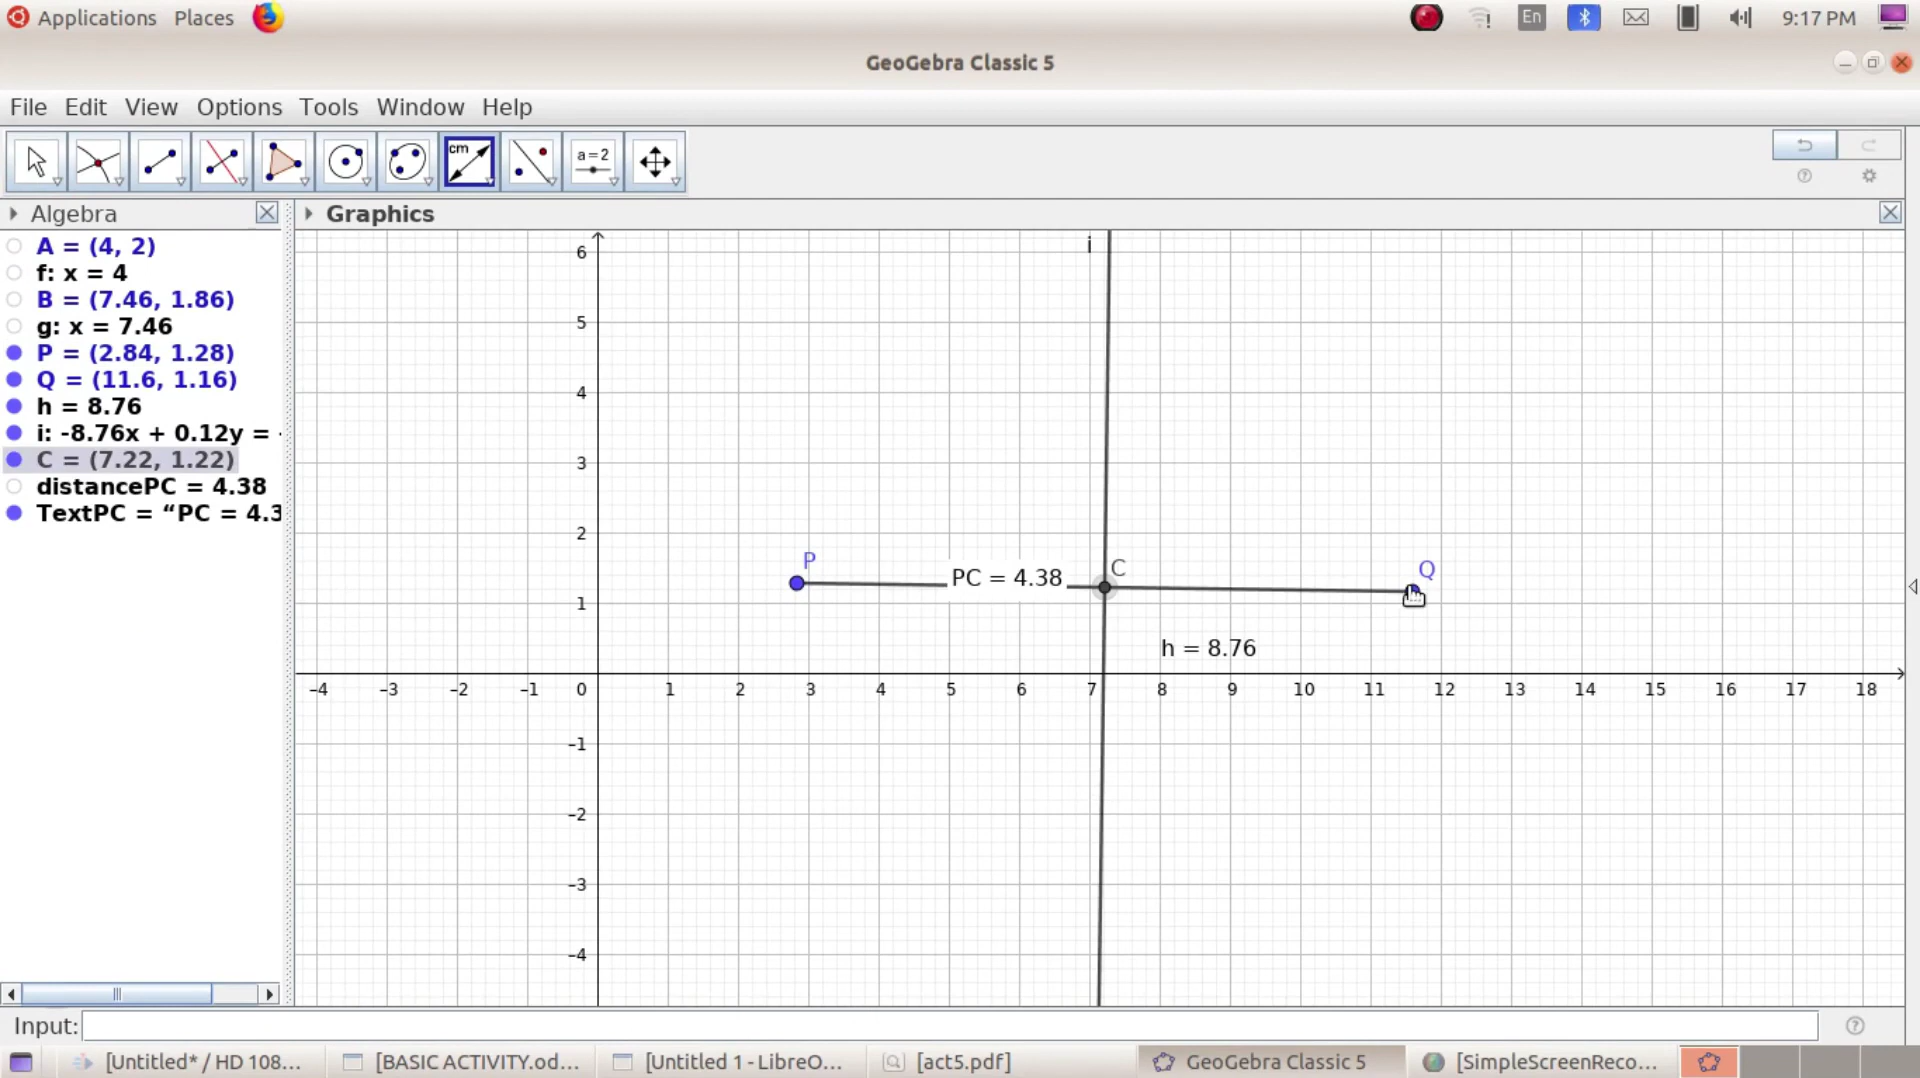 Applications Places En 9:17 PM
GeoGebra Classic 5
File Edit View Options Tools Window Help
cm a=2
Algebra Graphics
A = (4, 2)
f: x = 4
B = (7.46, 1.86)
g: x = 7.46
P = (2.84, 1.28)
Q = (11.6, 1.16)
h = 8.76
i: -8.76x + 0.12y = -
C = (7.22, 1.22)
distancePC = 4.38
TextPC = “PC = 4.3
i
6
5
4
3
2
1
P
PC = 4.38
C
Q
h = 8.76
–4 –3 –2 –1 0 1 2 3 4 5 6 7 8 9 10 11 12 13 14 15 16 17 18
–1
–2
–3
–4
Input:
[Untitled* / HD 108... [BASIC ACTIVITY.od... [Untitled 1 - LibreO... [act5.pdf] GeoGebra Classic 5 [SimpleScreenReco...